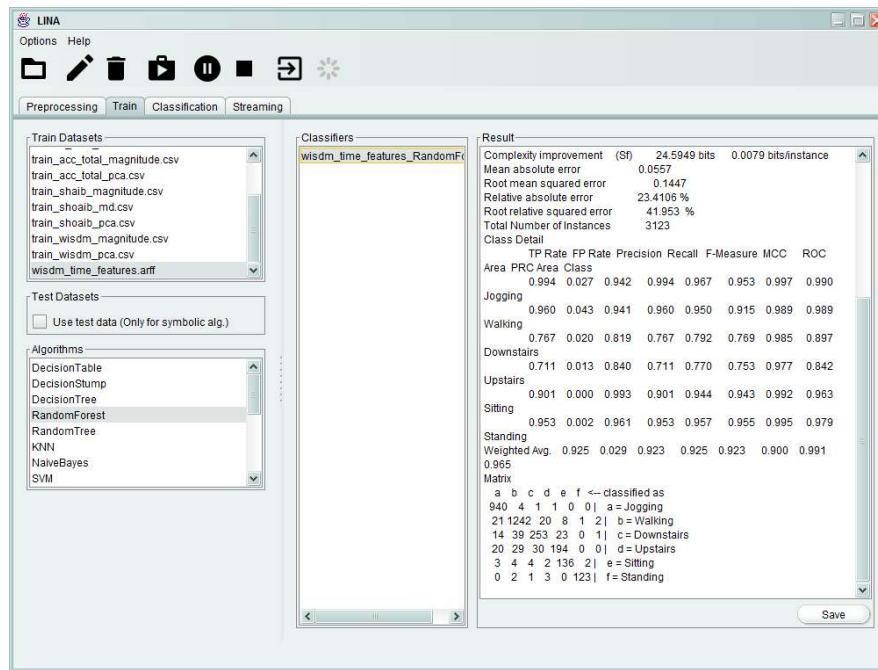 LINA
Options Help
Preprocessing Train Classification Streaming
Train Datasets
train_acc_total_magnitude.csv
train_acc_total_pca.csv
train_shaib_magnitude.csv
train_shoaib_md.csv
train_shoaib_pca.csv
train_wisdm_magnitude.csv
train_wisdm_pca.csv
wisdm_time_features.arff
Test Datasets
Use test data (Only for symbolic alg.)
Algorithms
DecisionTable
DecisionStump
DecisionTree
RandomForest
RandomTree
KNN
NaiveBayes
SVM
Classifiers
wisdm_time_features_RandomFo
Result
Complexity improvement (Sf) 24.5949 bits 0.0079 bits/instance
Mean absolute error 0.0557
Root mean squared error 0.1447
Relative absolute error 23.4106 %
Root relative squared error 41.953 %
Total Number of Instances 3123
Class Detail
TP Rate FP Rate Precision Recall F-Measure MCC ROC
Area PRC Area Class
0.994 0.027 0.942 0.994 0.967 0.953 0.997 0.990
Jogging
0.960 0.043 0.941 0.960 0.950 0.915 0.989 0.989
Walking
0.767 0.020 0.819 0.767 0.792 0.769 0.985 0.897
Downstairs
0.711 0.013 0.840 0.711 0.770 0.753 0.977 0.842
Upstairs
0.901 0.000 0.993 0.901 0.944 0.943 0.992 0.963
Sitting
0.953 0.002 0.961 0.953 0.957 0.955 0.995 0.979
Standing
Weighted Avg. 0.925 0.029 0.923 0.925 0.923 0.900 0.991
0.965
Matrix
a b c d e f <-- classified as
940 4 1 1 0 0 | a = Jogging
21 1242 20 8 1 2 | b = Walking
14 39 253 23 0 1 | c = Downstairs
20 29 30 194 0 0 | d = Upstairs
3 4 4 2 136 2 | e = Sitting
0 2 1 3 0 123 | f = Standing
Save